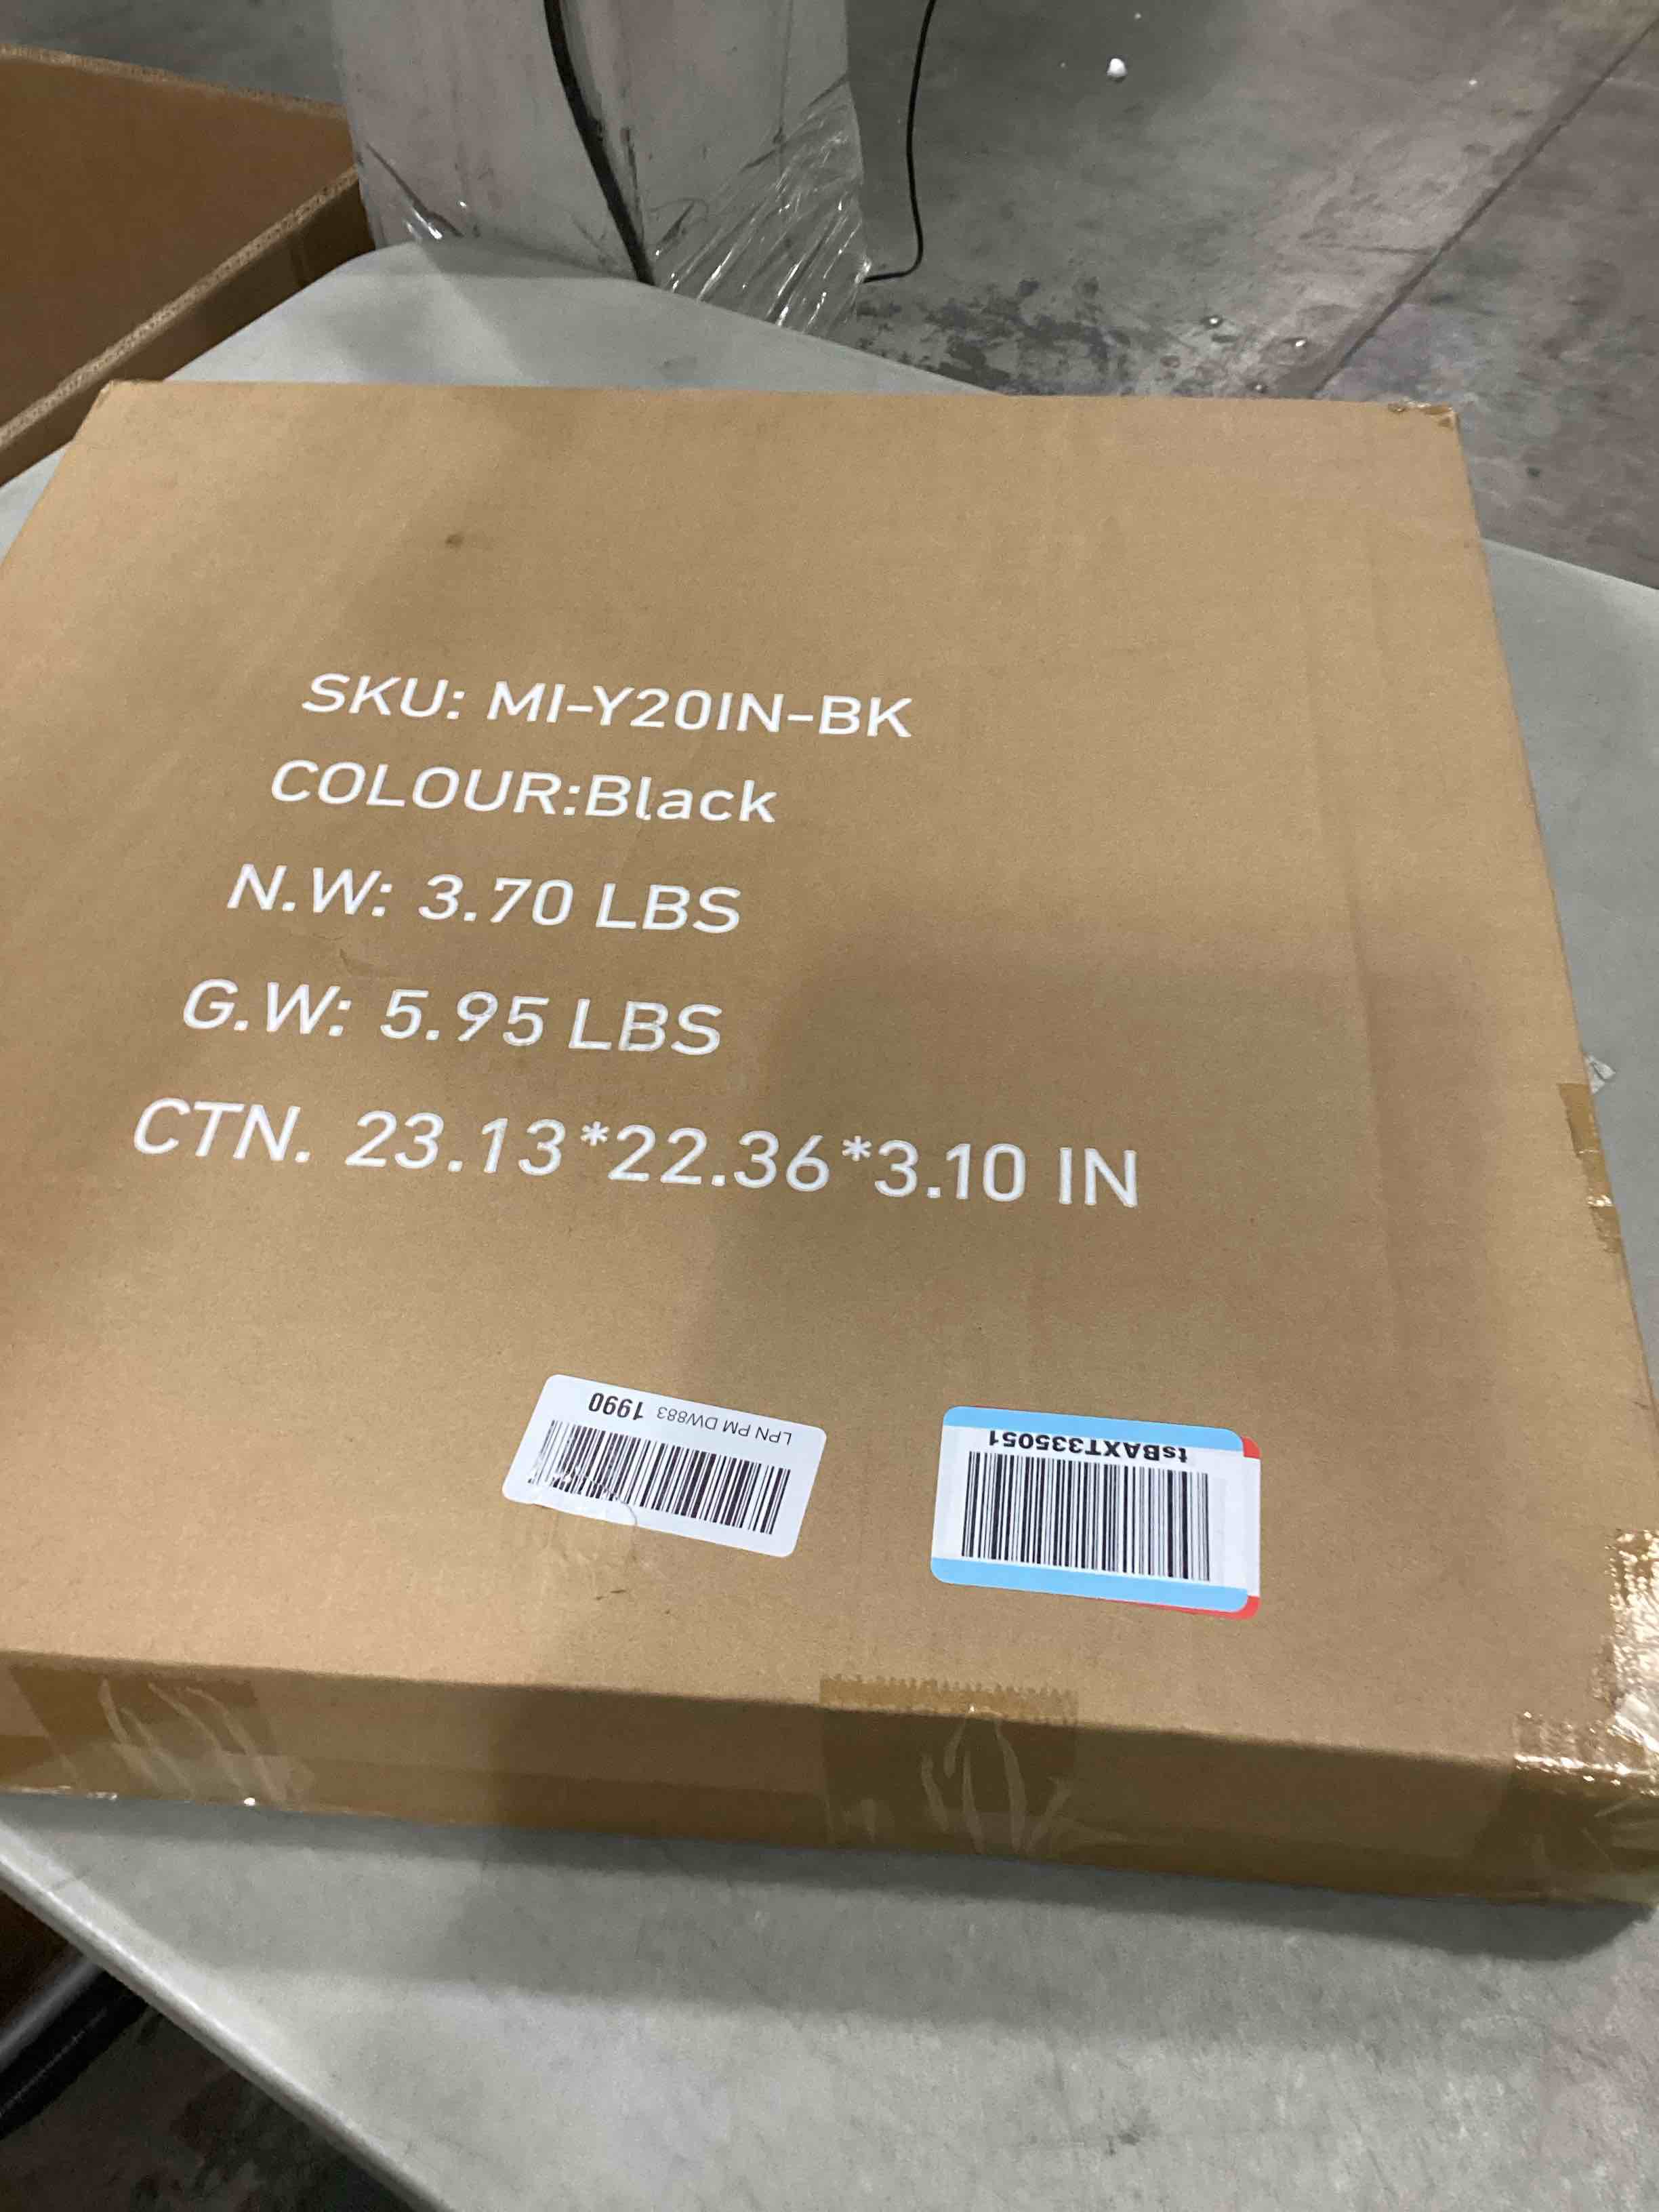 SKU: MI-Y20IN-BK
COLOUR:Black
N.W: 3.70 LBS
G.W: 5.95 LBS
CTN. 23.13*22.36*3.10 IN
LPN PM DW883 1990
tsBAXT335051